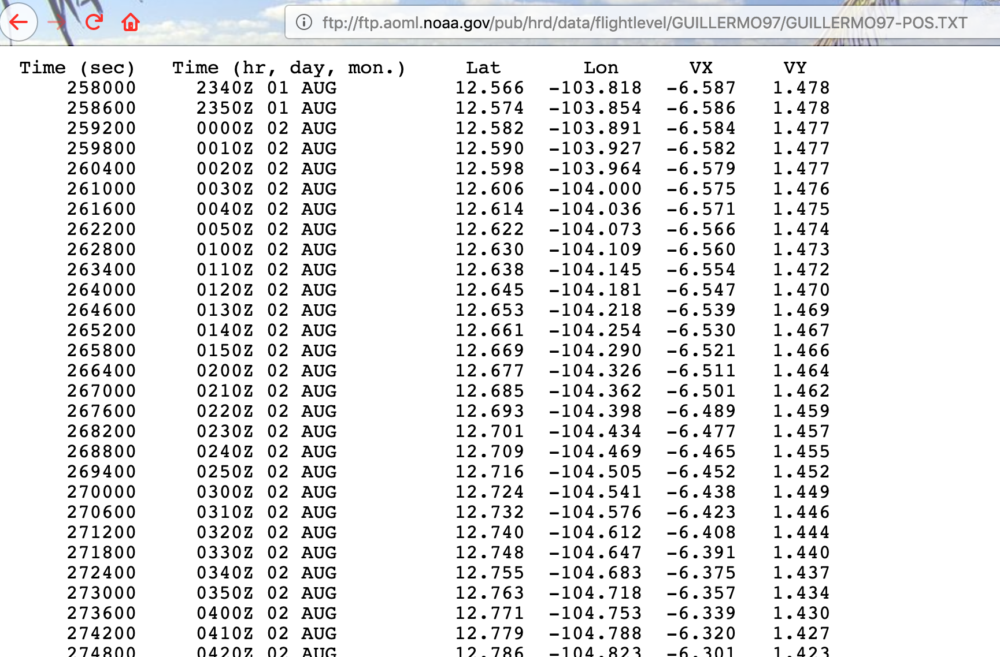 ftp://ftp.aoml.noaa.gov/pub/hrd/data/flightlevel/GUILLERMO97/GUILLERMO97-POS.TXT
Time (sec) Time (hr, day, mon.) Lat Lon VX VY
258000 2340Z 01 AUG 12.566 -103.818 -6.587 1.478
258600 2350Z 01 AUG 12.574 -103.854 -6.586 1.478
259200 0000Z 02 AUG 12.582 -103.891 -6.584 1.477
259800 0010Z 02 AUG 12.590 -103.927 -6.582 1.477
260400 0020Z 02 AUG 12.598 -103.964 -6.579 1.477
261000 0030Z 02 AUG 12.606 -104.000 -6.575 1.476
261600 0040Z 02 AUG 12.614 -104.036 -6.571 1.475
262200 0050Z 02 AUG 12.622 -104.073 -6.566 1.474
262800 0100Z 02 AUG 12.630 -104.109 -6.560 1.473
263400 0110Z 02 AUG 12.638 -104.145 -6.554 1.472
264000 0120Z 02 AUG 12.645 -104.181 -6.547 1.470
264600 0130Z 02 AUG 12.653 -104.218 -6.539 1.469
265200 0140Z 02 AUG 12.661 -104.254 -6.530 1.467
265800 0150Z 02 AUG 12.669 -104.290 -6.521 1.466
266400 0200Z 02 AUG 12.677 -104.326 -6.511 1.464
267000 0210Z 02 AUG 12.685 -104.362 -6.501 1.462
267600 0220Z 02 AUG 12.693 -104.398 -6.489 1.459
268200 0230Z 02 AUG 12.701 -104.434 -6.477 1.457
268800 0240Z 02 AUG 12.709 -104.469 -6.465 1.455
269400 0250Z 02 AUG 12.716 -104.505 -6.452 1.452
270000 0300Z 02 AUG 12.724 -104.541 -6.438 1.449
270600 0310Z 02 AUG 12.732 -104.576 -6.423 1.446
271200 0320Z 02 AUG 12.740 -104.612 -6.408 1.444
271800 0330Z 02 AUG 12.748 -104.647 -6.391 1.440
272400 0340Z 02 AUG 12.755 -104.683 -6.375 1.437
273000 0350Z 02 AUG 12.763 -104.718 -6.357 1.434
273600 0400Z 02 AUG 12.771 -104.753 -6.339 1.430
274200 0410Z 02 AUG 12.779 -104.788 -6.320 1.427
274800 0420Z 02 AUG 12.786 -104.823 -6.301 1.423